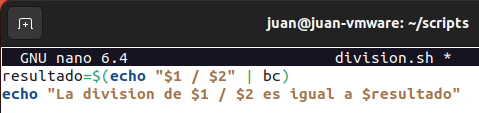 juan@juan-vmware: ~/scripts
GNU nano 6.4 division.sh *
resultado=$(echo "$1 / $2" | bc)
echo "La division de $1 / $2 es igual a $resultado"